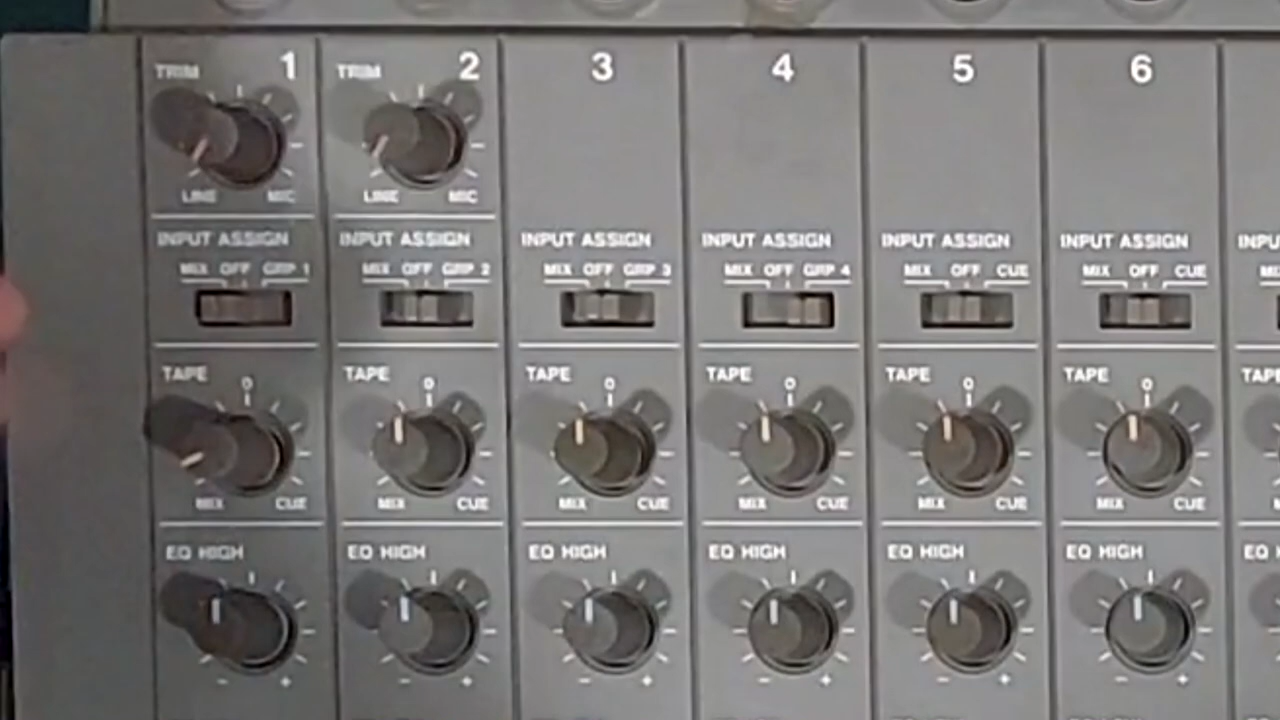 TRIM 1 TRIM 2 3 4 5 6
LINE MIC LINE MIC
INPUT ASSIGN INPUT ASSIGN INPUT ASSIGN INPUT ASSIGN INPUT ASSIGN INPUT ASSIGN
MIX OFF GRP 1 MIX OFF GRP 2 MIX OFF GRP 3 MIX OFF GRP 4 MIX OFF CUE MIX OFF CUE
TAPE TAPE TAPE TAPE TAPE TAPE
0 0 0 0 0 0
MIX CUE MIX CUE MIX CUE MIX CUE MIX CUE MIX CUE
EQ HIGH EQ HIGH EQ HIGH EQ HIGH EQ HIGH EQ HIGH
- + - + - + - + - + - +